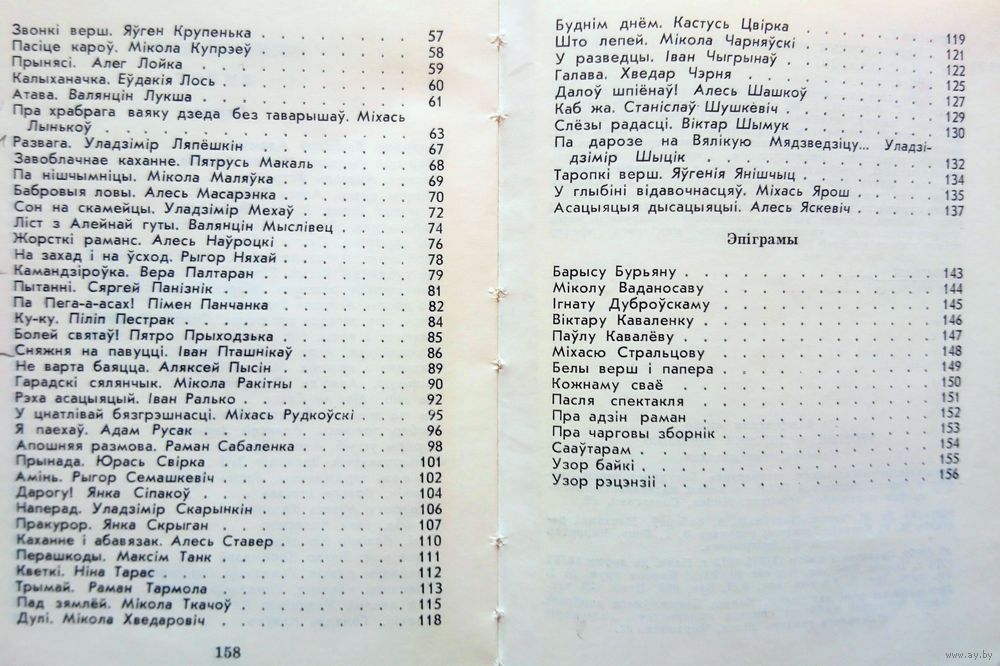 Звонкі верш. Яўген Крупенька . . . . . . . . . 57
Пасіце кароў. Мікола Купрэеў . . . . . . . . . 58
Прынясі. Алег Лойка . . . . . . . . . 59
Калыханачка. Еўдакія Лось . . . . . . . . . 60
Атава. Валянцін Лукша . . . . . . . . . 61
Пра храбрага ваяку дзеда без таварышаў. Міхась
Лынькоў . . . . . . . . . 63
Развага. Уладзімір Ляпёшкін . . . . . . . . . 67
Завоблачнае каханне. Пятрусь Макаль . . . . . . . . . 68
Па нішчымніцы. Мікола Маляўка . . . . . . . . . 69
Бабровыя ловы. Алесь Масарэнка . . . . . . . . . 70
Сон на скамейцы. Уладзімір Мехаў . . . . . . . . . 72
Ліст з Алейнай гуты. Валянцін Мыслівец . . . . . . . . . 74
Жорсткі раманс. Алесь Наўроцкі . . . . . . . . . 76
На захад і на ўсход. Рыгор Няхай . . . . . . . . . 78
Камандзіроўка. Вера Палтаран . . . . . . . . . 79
Пытанні. Сяргей Панізнік . . . . . . . . . 81
Па Пега-а-асах! Пімен Панчанка . . . . . . . . . 82
Ку-ку. Піліп Пестрак . . . . . . . . . 84
Болей святаў! Пятро Прыходзька . . . . . . . . . 85
Сняжня на павуцці. Іван Пташнікаў . . . . . . . . . 86
Не варта баяцца. Аляксей Пысін . . . . . . . . . 89
Гарадскі сялянчык. Мікола Ракітны . . . . . . . . . 90
Рэха асацыяцый. Іван Ралько . . . . . . . . . 92
У цнатлівай бязгрэшнасці. Міхась Рудкоўскі . . . . . . . . . 95
Я паехаў. Адам Русак . . . . . . . . . 96
Апошняя размова. Раман Сабаленка . . . . . . . . . 98
Прынада. Юрась Свірка . . . . . . . . . 101
Амінь. Рыгор Семашкевіч . . . . . . . . . 102
Дарогу! Янка Сіпакоў . . . . . . . . . 104
Наперад. Уладзімір Скарынкін . . . . . . . . . 106
Пракурор. Янка Скрыган . . . . . . . . . 107
Каханне і абавязак. Алесь Ставер . . . . . . . . . 110
Перашкоды. Максім Танк . . . . . . . . . 111
Кветкі. Ніна Тарас . . . . . . . . . 112
Трымай. Раман Тармола . . . . . . . . . 113
Пад зямлёй. Мікола Ткачоў . . . . . . . . . 115
Дулі. Мікола Хведаровіч . . . . . . . . . 118
158
Буднім днём. Кастусь Цвірка . . . . . . . . . 119
Што лепей. Мікола Чарняўскі . . . . . . . . . 121
У разведцы. Іван Чыгрынаў . . . . . . . . . 122
Галава. Хведар Чэрня . . . . . . . . . 125
Далоў шпіёнаў! Алесь Шашкоў . . . . . . . . . 127
Каб жа. Станіслаў Шушкевіч . . . . . . . . . 129
Слёзы радасці. Віктар Шымук . . . . . . . . . 130
Па дарозе на Вялікую Мядзведзіцу... Уладзі-
дзімір Шыцік . . . . . . . . . 132
Таропкі верш. Яўгенія Янішчыц . . . . . . . . . 134
У глыбіні відавочнасцяў. Міхась Ярош . . . . . . . . . 135
Асацыяцыя дысацыяцыі. Алесь Яскевіч . . . . . . . . . 137
Эпіграмы
Барысу Бурьяну . . . . . . . . . 143
Міколу Ваданосаву . . . . . . . . . 144
Ігнату Дуброўскаму . . . . . . . . . 145
Віктару Каваленку . . . . . . . . . 146
Паўлу Кавалёву . . . . . . . . . 147
Міхасю Стральцову . . . . . . . . . 148
Белы верш і папера . . . . . . . . . 149
Кожнаму сваё . . . . . . . . . 150
Пасля спектакля . . . . . . . . . 151
Пра адзін раман . . . . . . . . . 152
Пра чарговы зборнік . . . . . . . . . 153
Сааўтарам . . . . . . . . . 154
Узор байкі . . . . . . . . . 155
Узор рэцэнзіі . . . . . . . . . 156
www.ay.by